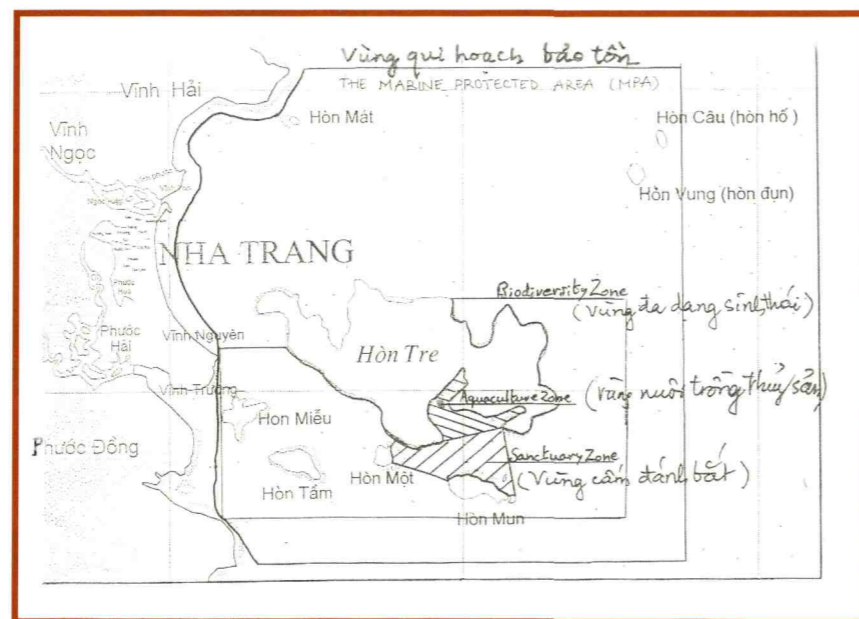 Vùng qui hoạch bảo tồn
THE MARINE PROTECTED AREA (MPA)
Vĩnh Hải
Hòn Mát
Hòn Câu (hòn hố )
Vĩnh
Ngọc
Hòn Vung (hòn đụn)
NHA TRANG
Biodiversity Zone
(Vùng đa dạng sinh thái)
Phước
Hải
Vĩnh Nguyên
Hòn Tre
Vĩnh Trường
Aquaculture Zone
(Vùng nuôi trồng thuỷ sản)
Hon Miễu
Phước Đồng
Sanctuary Zone
(Vùng cấm đánh bắt)
Hòn Một
Hòn Tằm
Hòn Mun